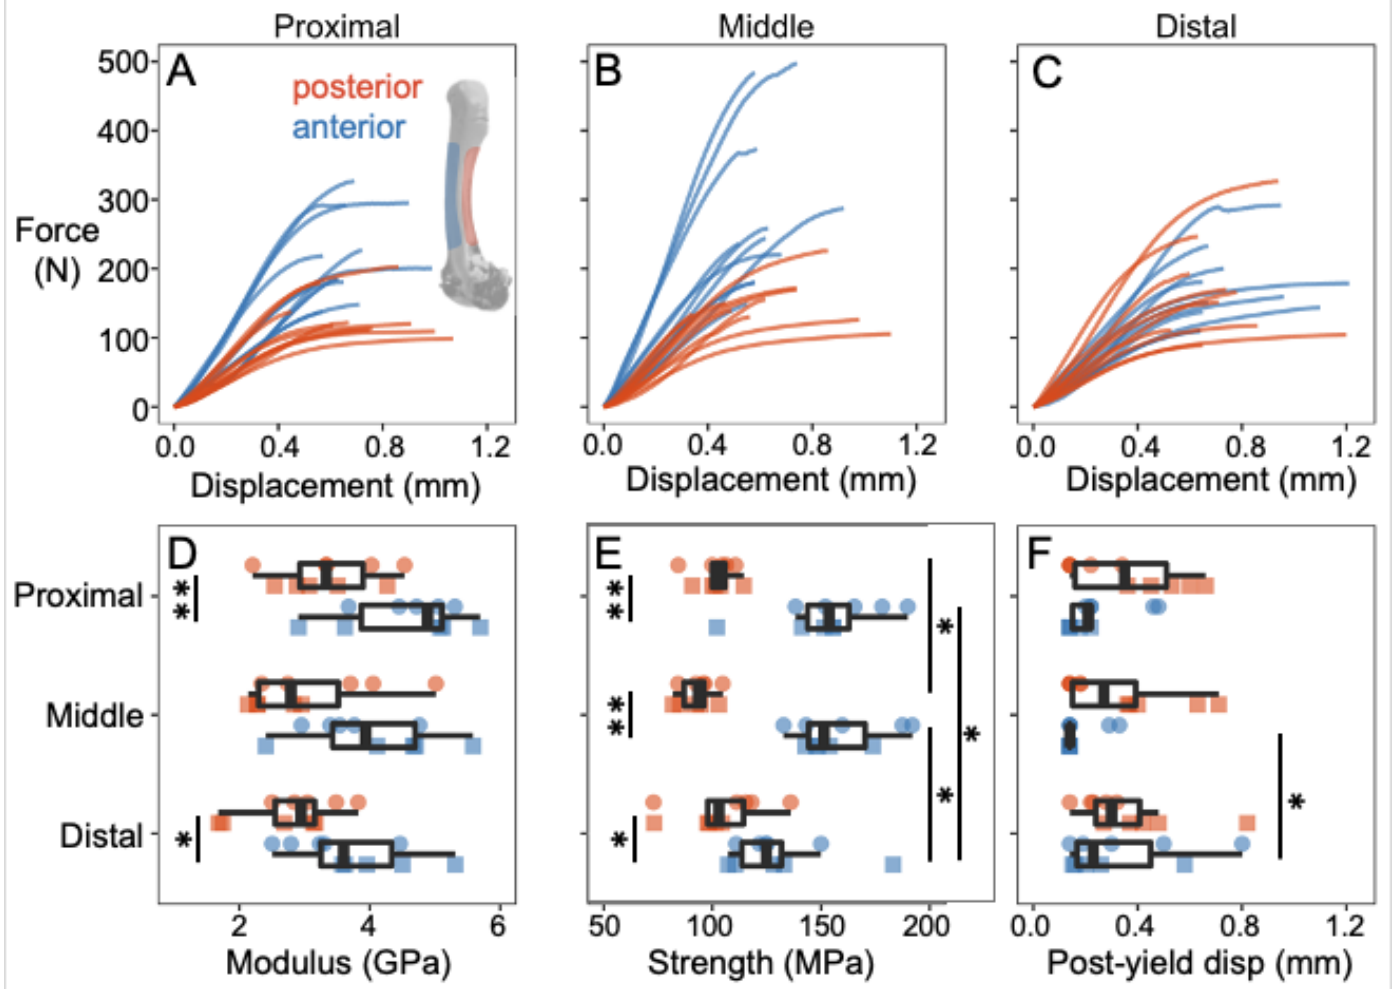 Proximal Middle Distal
A B C
posterior
anterior
Force
(N)
500
400
300
200
100
0
0.0 0.4 0.8 1.2 0.0 0.4 0.8 1.2 0.0 0.4 0.8 1.2
Displacement (mm) Displacement (mm) Displacement (mm)
D E F
Proximal ** ** *
Middle ** * *
Distal * * *
2 4 6 50 100 150 200 0.0 0.4 0.8 1.2
Modulus (GPa) Strength (MPa) Post-yield disp (mm)